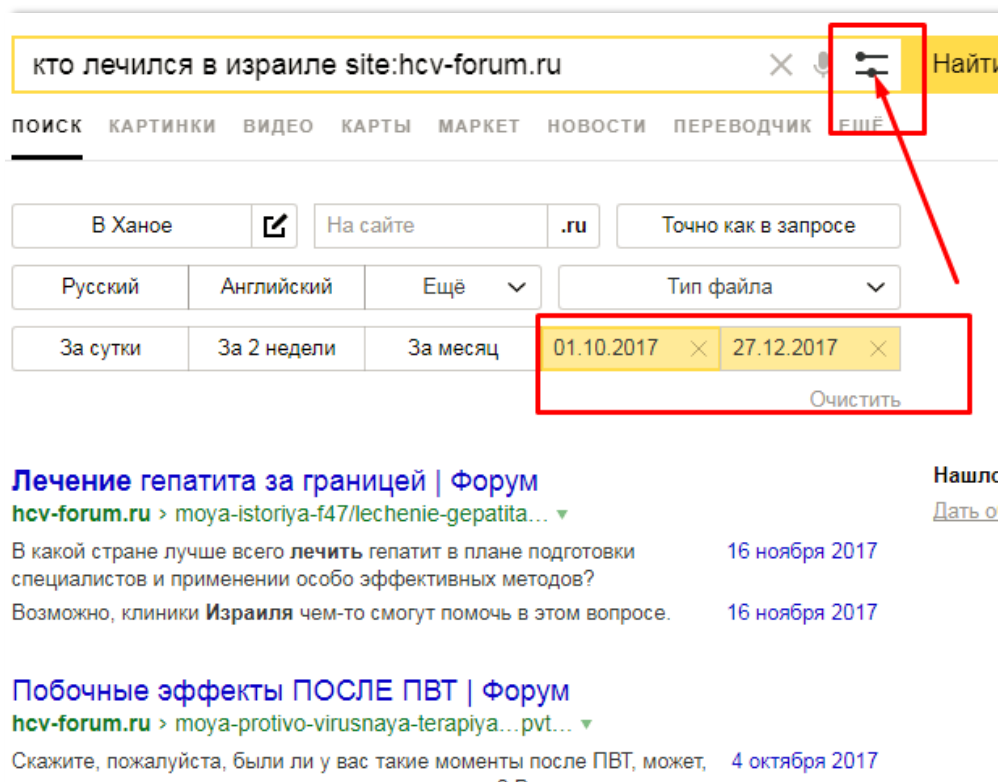 кто лечился в израиле site:hcv-forum.ru Найти
ПОИСК КАРТИНКИ ВИДЕО КАРТЫ МАРКЕТ НОВОСТИ ПЕРЕВОДЧИК ЕЩЁ
В Ханое На сайте .ru Точно как в запросе
Русский Английский Ещё Тип файла
За сутки За 2 недели За месяц 01.10.2017 27.12.2017
Очистить
Лечение гепатита за границей | Форум
hcv-forum.ru › moya-istoriya-f47/lechenie-gepatita…
В какой стране лучше всего лечить гепатит в плане подготовки 16 ноября 2017
специалистов и применении особо эффективных методов?
Возможно, клиники Израиля чем-то смогут помочь в этом вопросе. 16 ноября 2017
Нашло
Дать о
Побочные эффекты ПОСЛЕ ПВТ | Форум
hcv-forum.ru › moya-protivo-virusnaya-terapiya…pvt…
Скажите, пожалуйста, были ли у вас такие моменты после ПВТ, может, 4 октября 2017